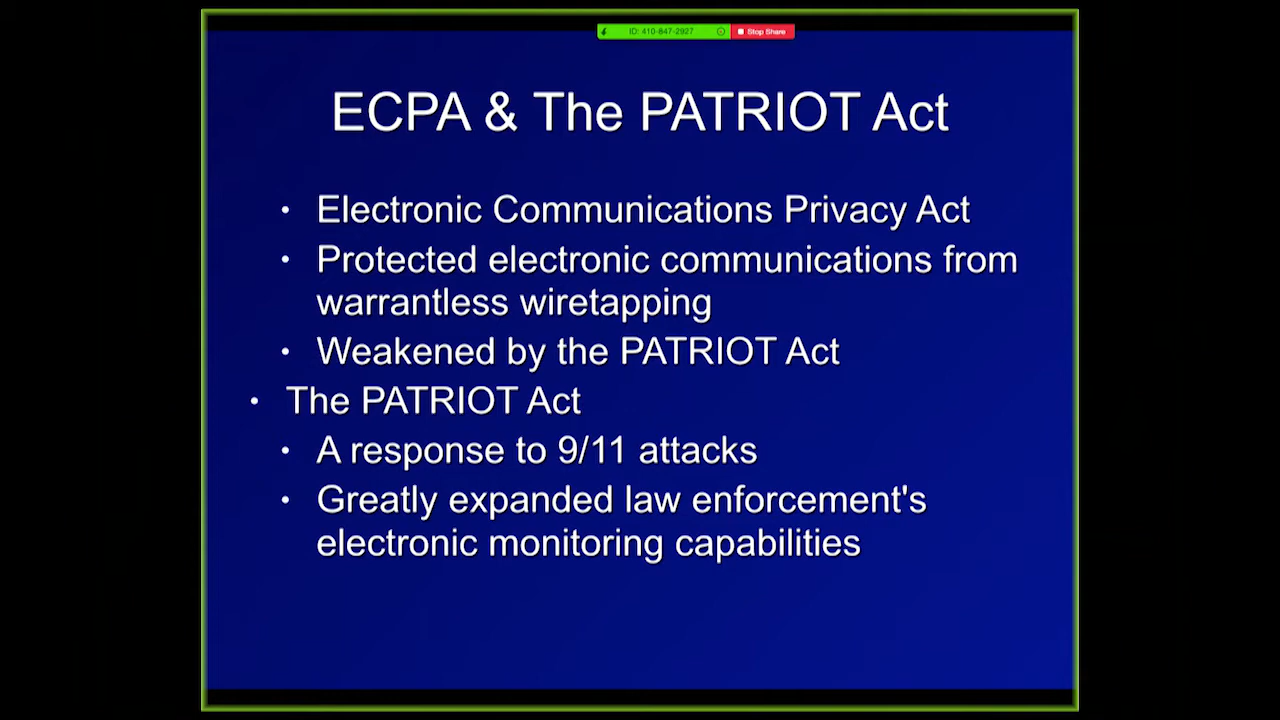 ID: 410-847-2927
Stop Share
ECPA & The PATRIOT Act
• Electronic Communications Privacy Act
• Protected electronic communications from
warrantless wiretapping
• Weakened by the PATRIOT Act
• The PATRIOT Act
• A response to 9/11 attacks
• Greatly expanded law enforcement's
electronic monitoring capabilities